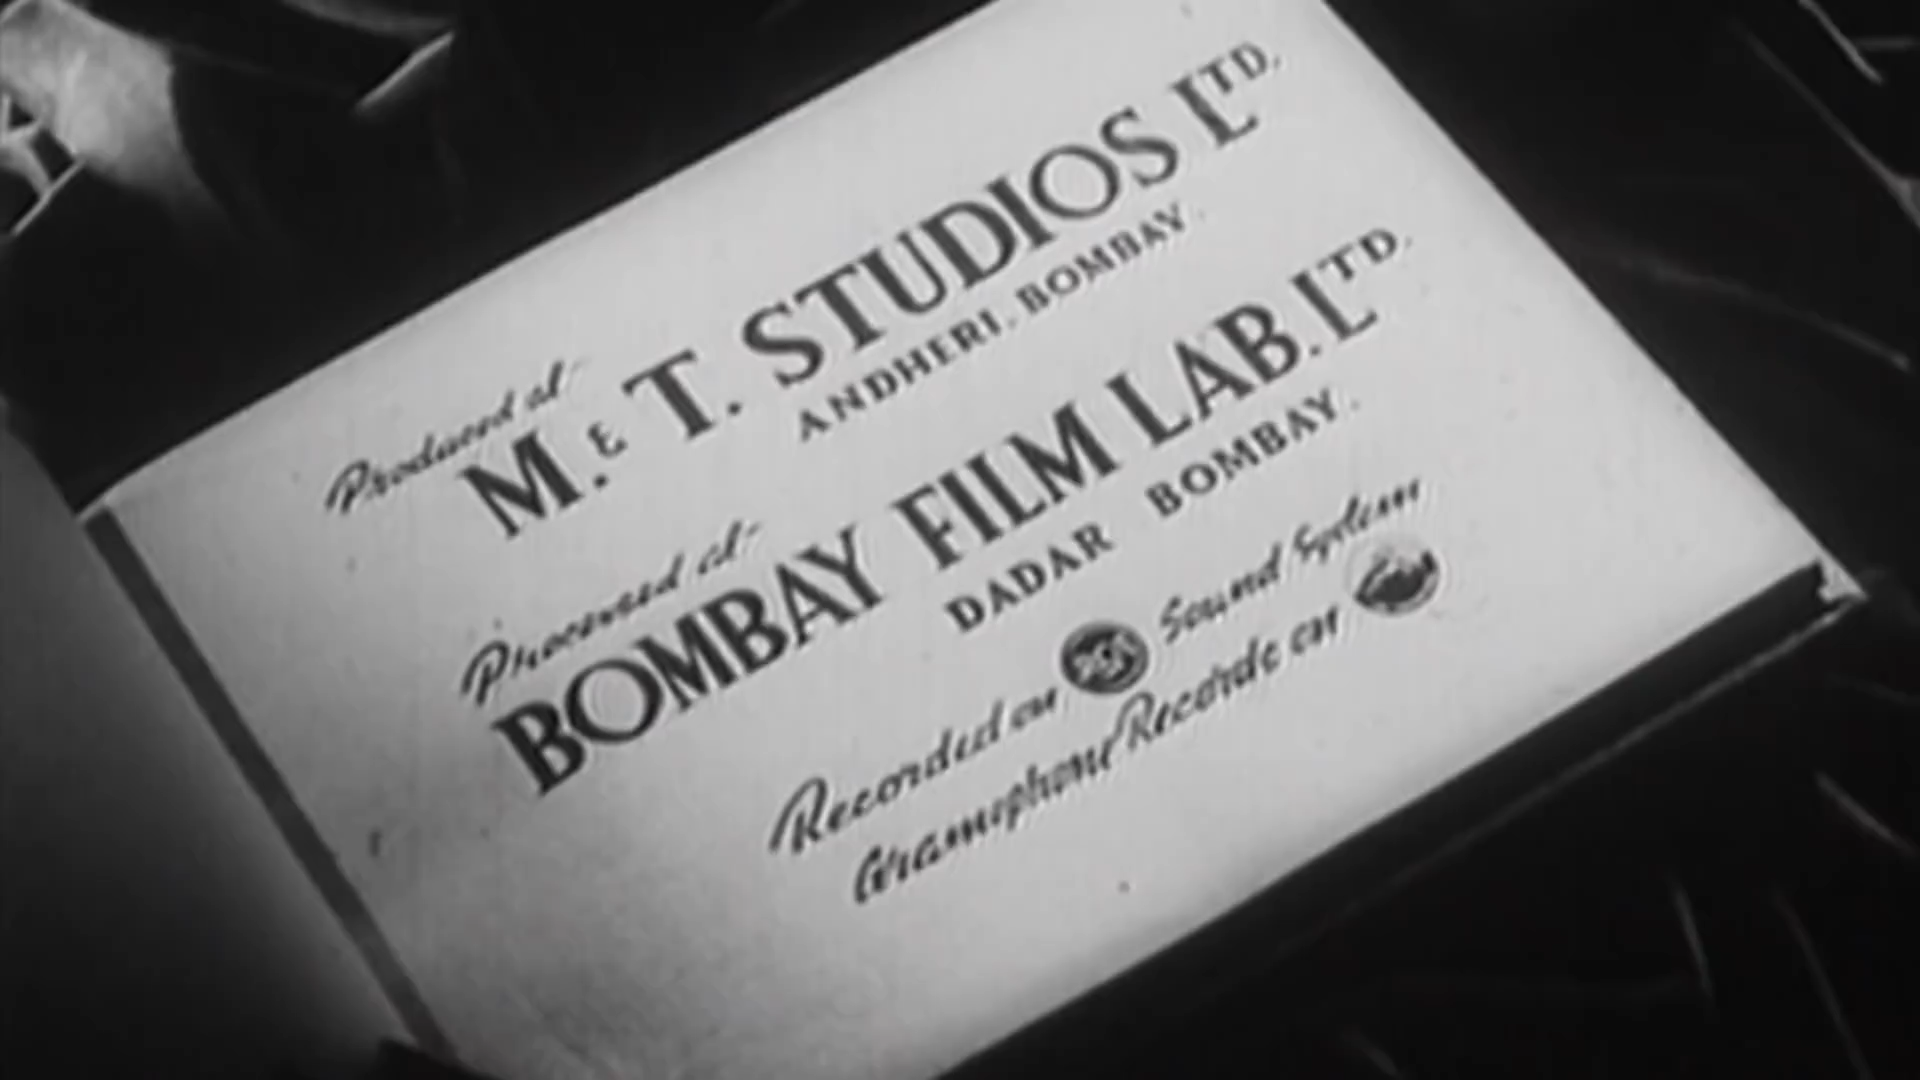 Produced at-
M. & T. STUDIOS LTD.
ANDHERI, BOMBAY.
Processed at-
BOMBAY FILM LAB. LTD.
DADAR BOMBAY.
Recorded on RCA Sound System
Gramophone Records on